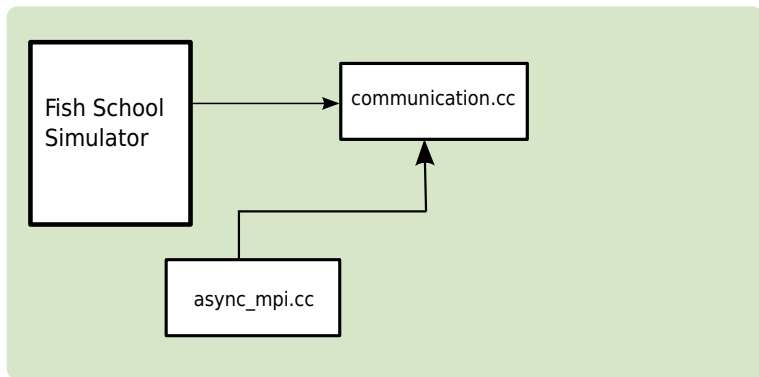 Fish School
Simulator
communication.cc
async_mpi.cc